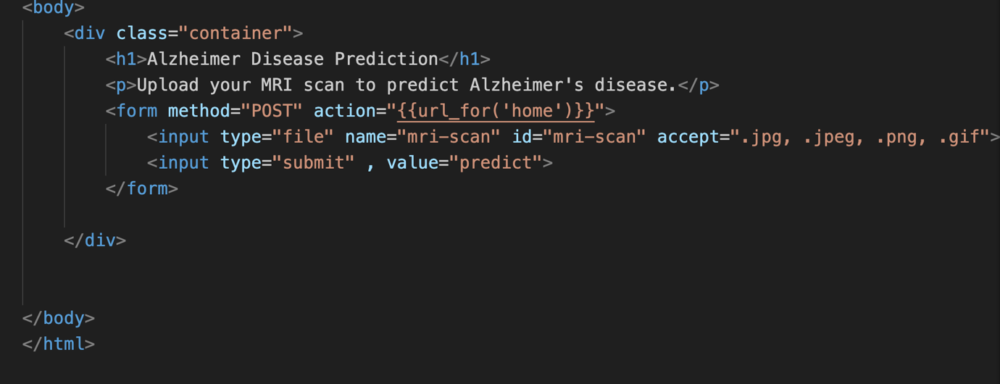 <body>
<div class="container">
<h1>Alzheimer Disease Prediction</h1>
<p>Upload your MRI scan to predict Alzheimer's disease.</p>
<form method="POST" action="{{url_for('home')}}">
<input type="file" name="mri-scan" id="mri-scan" accept=".jpg, .jpeg, .png, .gif">
<input type="submit" , value="predict">
</form>
</div>
</body>
</html>